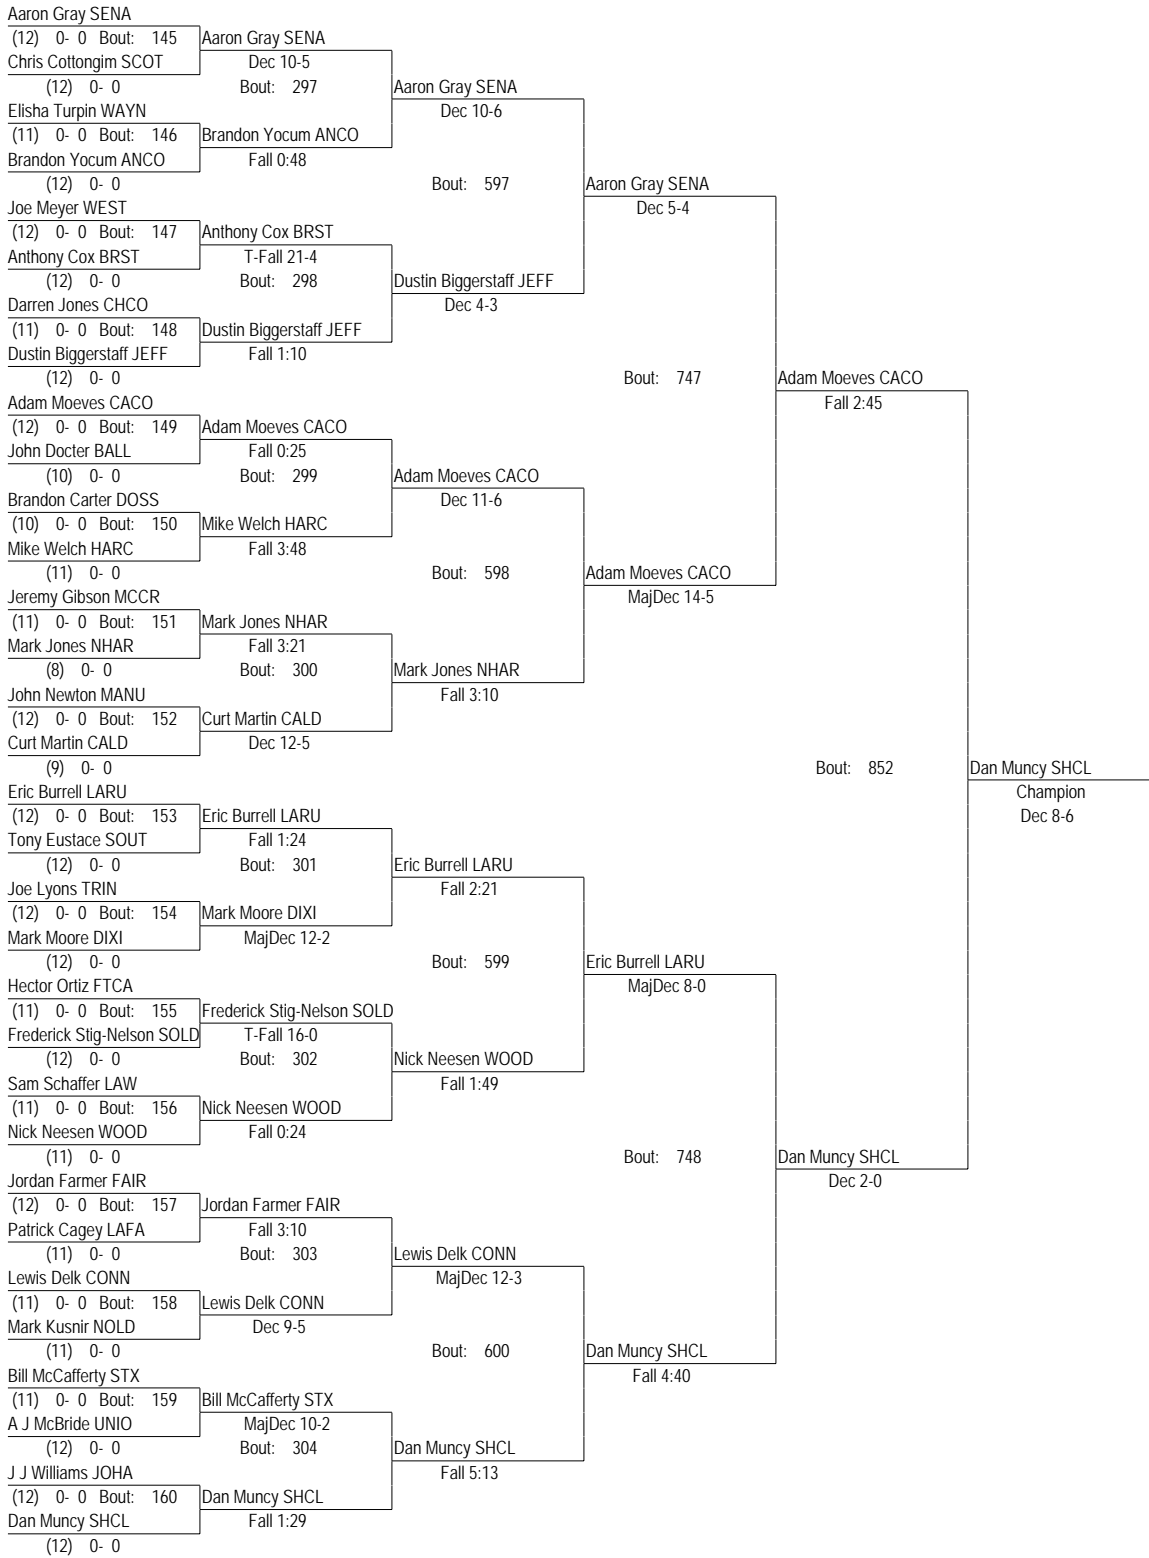 Aaron Gray SENA
(12) 0- 0 Bout: 145 Aaron Gray SENA
Chris Cottongim SCOT Dec 10-5
(12) 0- 0 Bout: 297 Aaron Gray SENA
Elisha Turpin WAYN Dec 10-6
(11) 0- 0 Bout: 146 Brandon Yocum ANCO
Brandon Yocum ANCO Fall 0:48
(12) 0- 0 Bout: 597 Aaron Gray SENA
Joe Meyer WEST Dec 5-4
(12) 0- 0 Bout: 147 Anthony Cox BRST
Anthony Cox BRST T-Fall 21-4
(12) 0- 0 Bout: 298 Dustin Biggerstaff JEFF
Darren Jones CHCO Dec 4-3
(11) 0- 0 Bout: 148 Dustin Biggerstaff JEFF
Dustin Biggerstaff JEFF Fall 1:10
(12) 0- 0 Bout: 747 Adam Moeves CACO
Adam Moeves CACO Fall 2:45
(12) 0- 0 Bout: 149 Adam Moeves CACO
John Docter BALL Fall 0:25
(10) 0- 0 Bout: 299 Adam Moeves CACO
Brandon Carter DOSS Dec 11-6
(10) 0- 0 Bout: 150 Mike Welch HARC
Mike Welch HARC Fall 3:48
(11) 0- 0 Bout: 598 Adam Moeves CACO
Jeremy Gibson MCCR MajDec 14-5
(11) 0- 0 Bout: 151 Mark Jones NHAR
Mark Jones NHAR Fall 3:21
(8) 0- 0 Bout: 300 Mark Jones NHAR
John Newton MANU Fall 3:10
(12) 0- 0 Bout: 152 Curt Martin CALD
Curt Martin CALD Dec 12-5
(9) 0- 0 Bout: 852 Dan Muncy SHCL
Eric Burrell LARU Champion
(12) 0- 0 Bout: 153 Eric Burrell LARU Dec 8-6
Tony Eustace SOUT Fall 1:24
(12) 0- 0 Bout: 301 Eric Burrell LARU
Joe Lyons TRIN Fall 2:21
(12) 0- 0 Bout: 154 Mark Moore DIXI
Mark Moore DIXI MajDec 12-2
(12) 0- 0 Bout: 599 Eric Burrell LARU
Hector Ortiz FTCA MajDec 8-0
(11) 0- 0 Bout: 155 Frederick Stig-Nelson SOLD
Frederick Stig-Nelson SOLD T-Fall 16-0
(12) 0- 0 Bout: 302 Nick Neesen WOOD
Sam Schaffer LAW Fall 1:49
(11) 0- 0 Bout: 156 Nick Neesen WOOD
Nick Neesen WOOD Fall 0:24
(11) 0- 0 Bout: 748 Dan Muncy SHCL
Jordan Farmer FAIR Dec 2-0
(12) 0- 0 Bout: 157 Jordan Farmer FAIR
Patrick Cagey LAFA Fall 3:10
(11) 0- 0 Bout: 303 Lewis Delk CONN
Lewis Delk CONN MajDec 12-3
(11) 0- 0 Bout: 158 Lewis Delk CONN
Mark Kusnir NOLD Dec 9-5
(11) 0- 0 Bout: 600 Dan Muncy SHCL
Bill McCafferty STX Fall 4:40
(11) 0- 0 Bout: 159 Bill McCafferty STX
A J McBride UNIO MajDec 10-2
(12) 0- 0 Bout: 304 Dan Muncy SHCL
J J Williams JOHA Fall 5:13
(12) 0- 0 Bout: 160 Dan Muncy SHCL
Dan Muncy SHCL Fall 1:29
(12) 0- 0